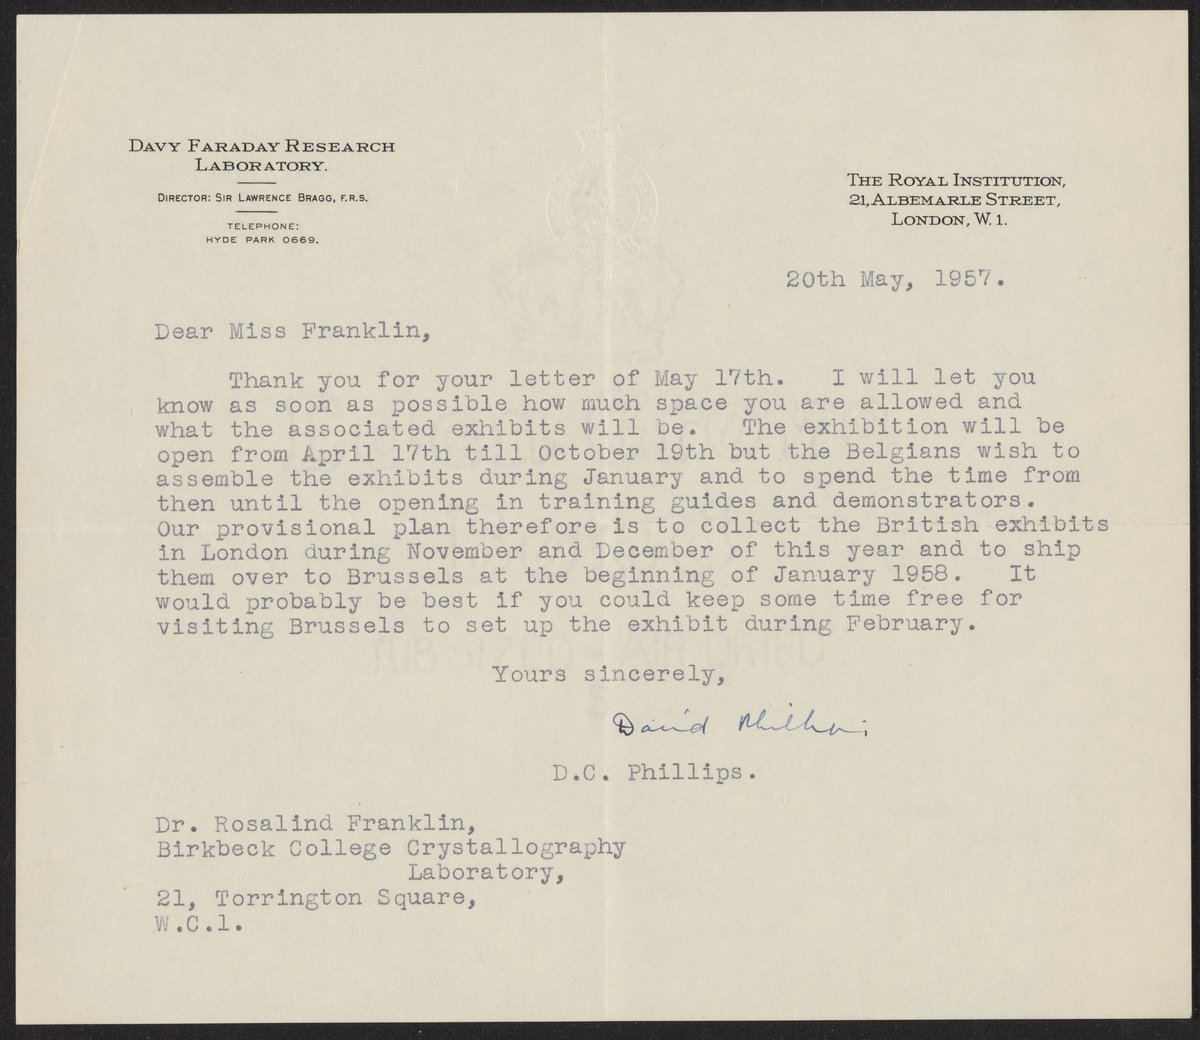 DAVY FARADAY RESEARCH
LABORATORY.
DIRECTOR: SIR LAWRENCE BRAGG, F.R.S.
TELEPHONE:
HYDE PARK 0669.
THE ROYAL INSTITUTION,
21, ALBEMARLE STREET,
LONDON, W.1.
20th May, 1957.
Dear Miss Franklin,
Thank you for your letter of May 17th. I will let you
know as soon as possible how much space you are allowed and
what the associated exhibits will be. The exhibition will be
open from April 17th till October 19th but the Belgians wish to
assemble the exhibits during January and to spend the time from
then until the opening in training guides and demonstrators.
Our provisional plan therefore is to collect the British exhibits
in London during November and December of this year and to ship
them over to Brussels at the beginning of January 1958. It
would probably be best if you could keep some time free for
visiting Brussels to set up the exhibit during February.
Yours sincerely,
David Phillips
D.C. Phillips.
Dr. Rosalind Franklin,
Birkbeck College Crystallography
Laboratory,
21, Torrington Square,
W.C.1.